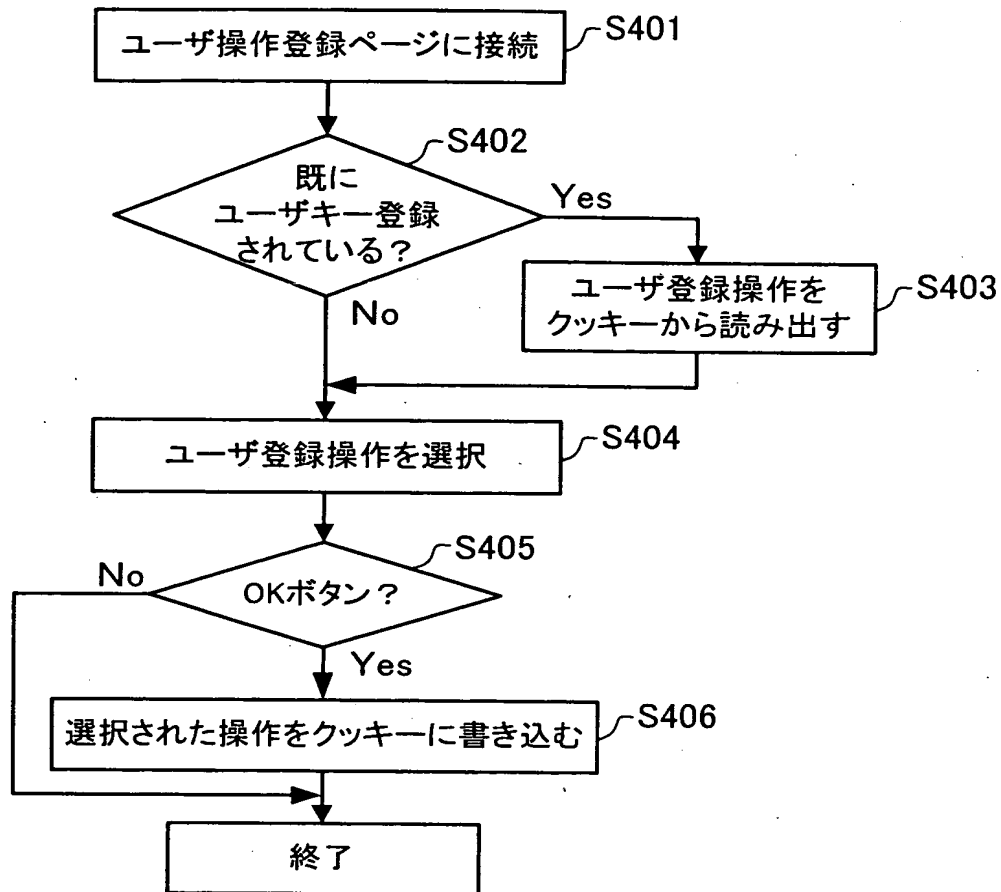 ユーザ操作登録ページに接続
S401
S402
既に
ユーザキー登録
されている？
Yes
No
ユーザ登録操作を
クッキーから読み出す
S403
ユーザ登録操作を選択
S404
S405
OKボタン？
No
Yes
選択された操作をクッキーに書き込む
S406
終了